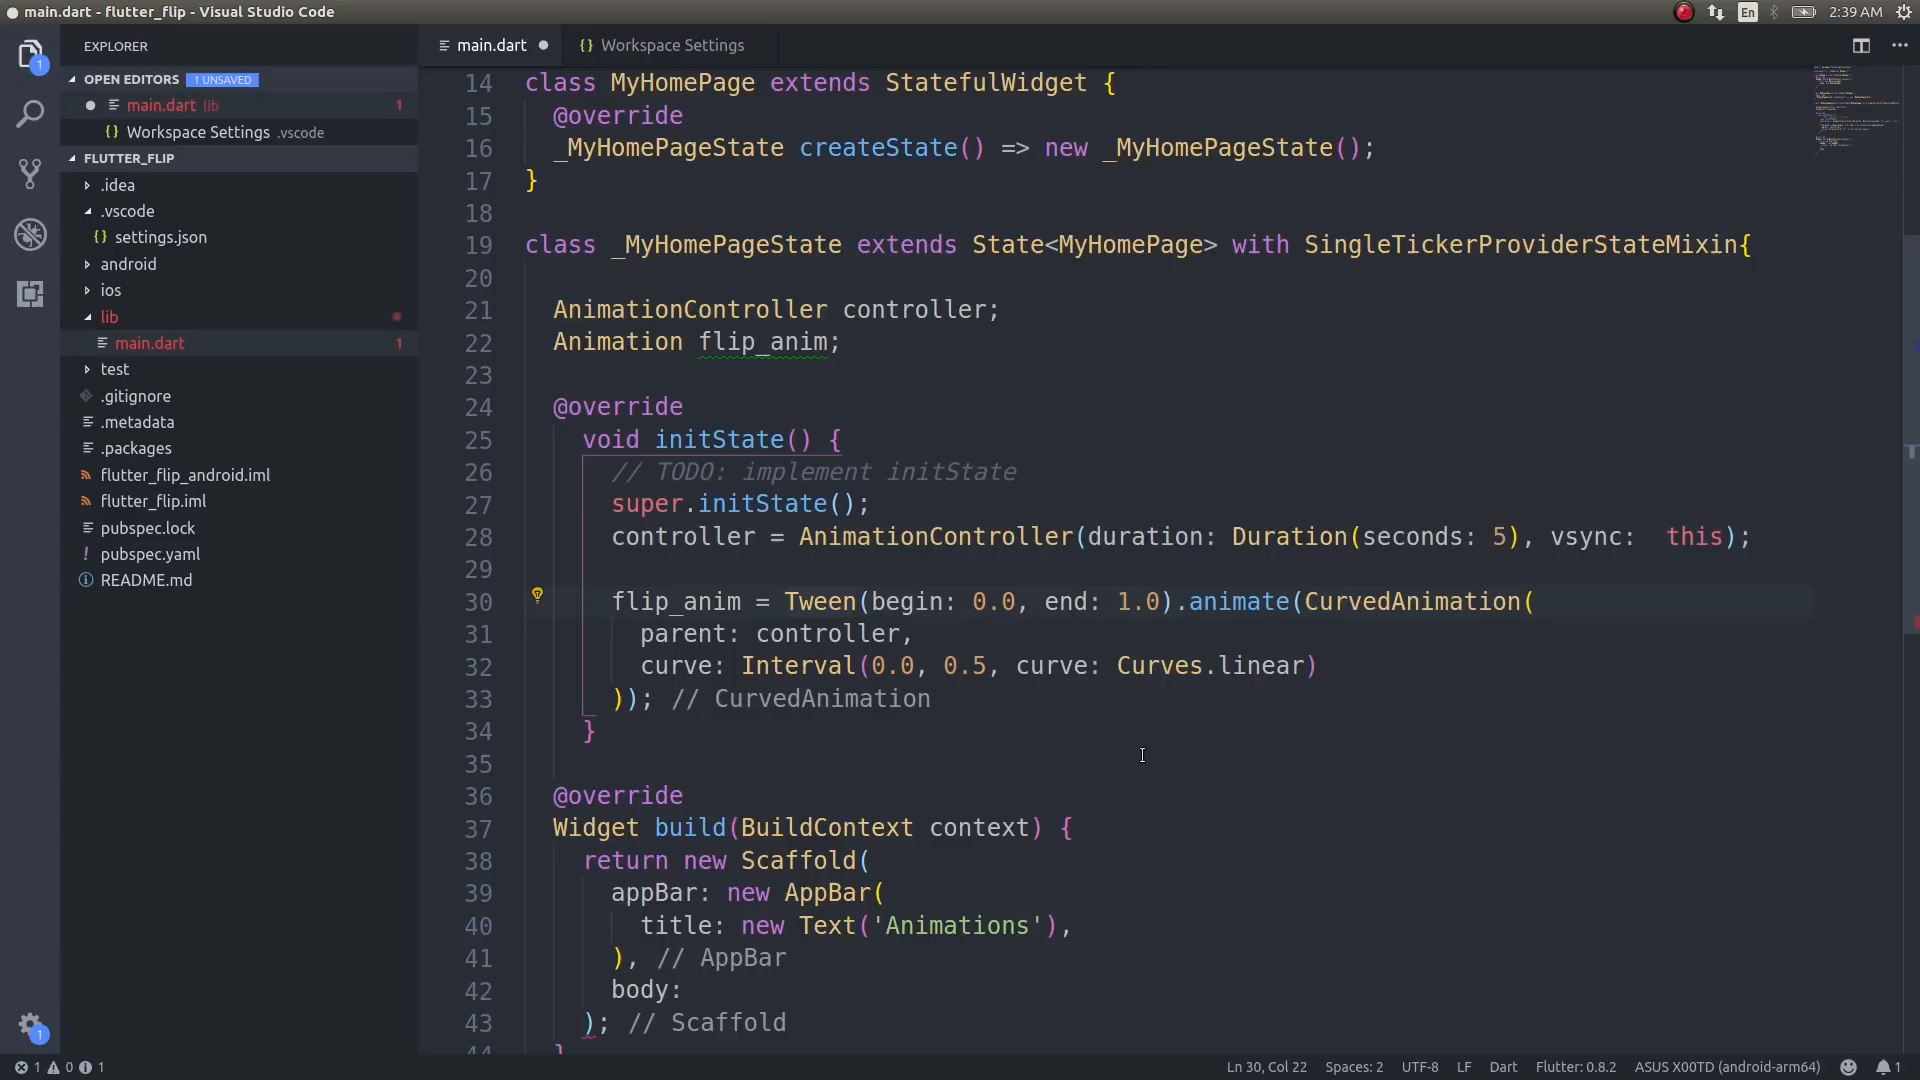 main.dart - flutter_flip - Visual Studio Code
En
2:39 AM
1
EXPLORER
OPEN EDITORS 1 UNSAVED
main.dart lib 1
{} Workspace Settings .vscode
FLUTTER_FLIP
.idea
.vscode
{} settings.json
android
ios
lib
main.dart 1
test
.gitignore
.metadata
.packages
flutter_flip_android.iml
flutter_flip.iml
pubspec.lock
! pubspec.yaml
README.md
1
main.dart
{} Workspace Settings
14 class MyHomePage extends StatefulWidget {
15 @override
16 _MyHomePageState createState() => new _MyHomePageState();
17 }
18
19 class _MyHomePageState extends State<MyHomePage> with SingleTickerProviderStateMixin{
20
21 AnimationController controller;
22 Animation flip_anim;
23
24 @override
25 void initState() {
26 // TODO: implement initState
27 super.initState();
28 controller = AnimationController(duration: Duration(seconds: 5), vsync:  this);
29
30 flip_anim = Tween(begin: 0.0, end: 1.0).animate(CurvedAnimation(
31 parent: controller,
32 curve: Interval(0.0, 0.5, curve: Curves.linear)
33 )); // CurvedAnimation
34 }
35
36 @override
37 Widget build(BuildContext context) {
38 return new Scaffold(
39 appBar: new AppBar(
40 title: new Text('Animations'),
41 ), // AppBar
42 body:
43 ); // Scaffold
44 }
1 0 1
Ln 30, Col 22 Spaces: 2 UTF-8 LF Dart Flutter: 0.8.2 ASUS X00TD (android-arm64) 1